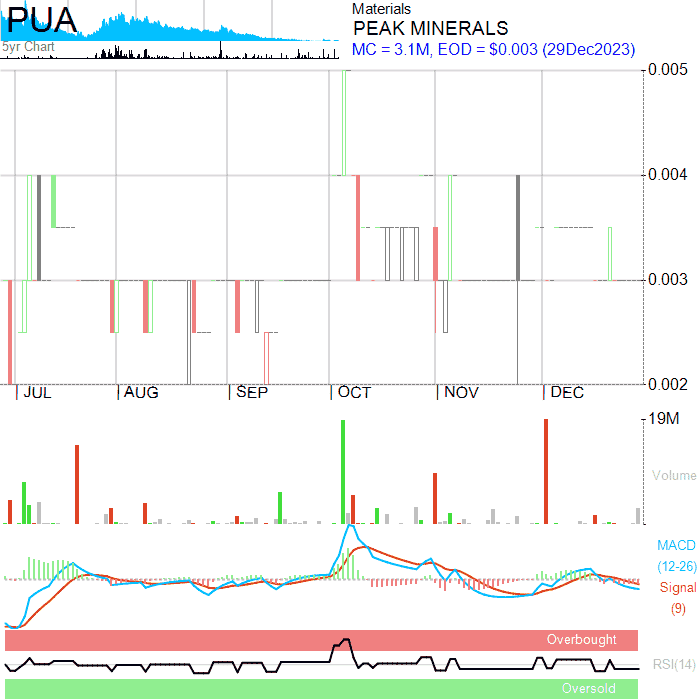 PUA
5yr Chart
Materials
PEAK MINERALS
MC = 3.1M, EOD = $0.003 (29Dec2023)
0.005
0.004
0.003
0.002
JUL AUG SEP OCT NOV DEC
19M
Volume
MACD
(12-26)
Signal
(9)
Overbought
RSI(14)
Oversold